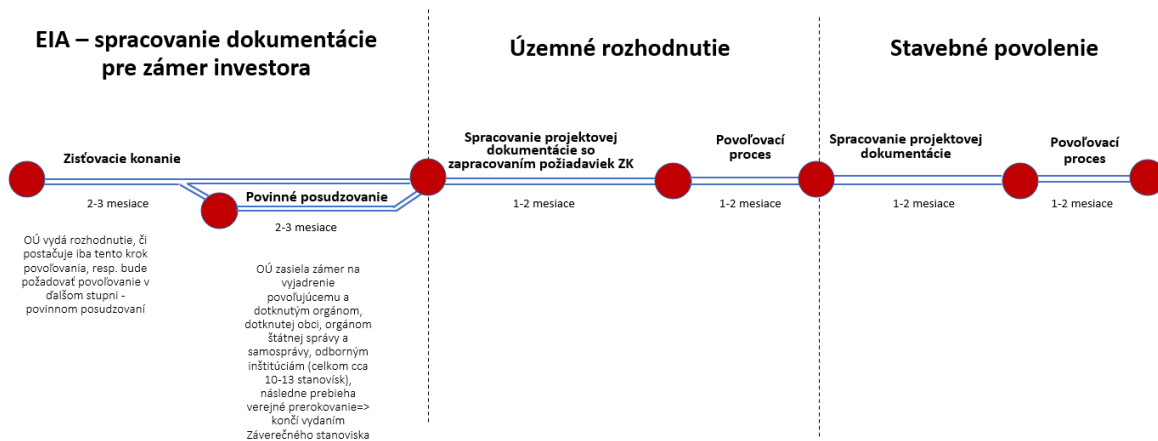 EIA – spracovanie dokumentácie
pre zámer investora
Zisťovacie konanie
2-3 mesiace
OÚ vydá rozhodnutie, či
postačuje iba tento krok
povoľovania, resp. bude
požadovať povoľovanie v
ďalšom stupni -
povinnom posudzovaní
Povinné posudzovanie
2-3 mesiace
OÚ zasiela zámer na
vyjadrenie
povoľujúcemu a
dotknutým orgánom,
dotknutej obci, orgánom
štátnej správy a
samosprávy, odborným
inštitúciám (celkom cca
10-13 stanovísk),
následne prebieha
verejné prerokovanie=>
končí vydaním
Záverečného stanoviska
Územné rozhodnutie
Spracovanie projektovej
dokumentácie so
zapracovaním požiadaviek ZK
1-2 mesiace
Povoľovací
proces
1-2 mesiace
Stavebné povolenie
Spracovanie projektovej
dokumentácie
1-2 mesiace
Povoľovací
proces
1-2 mesiace